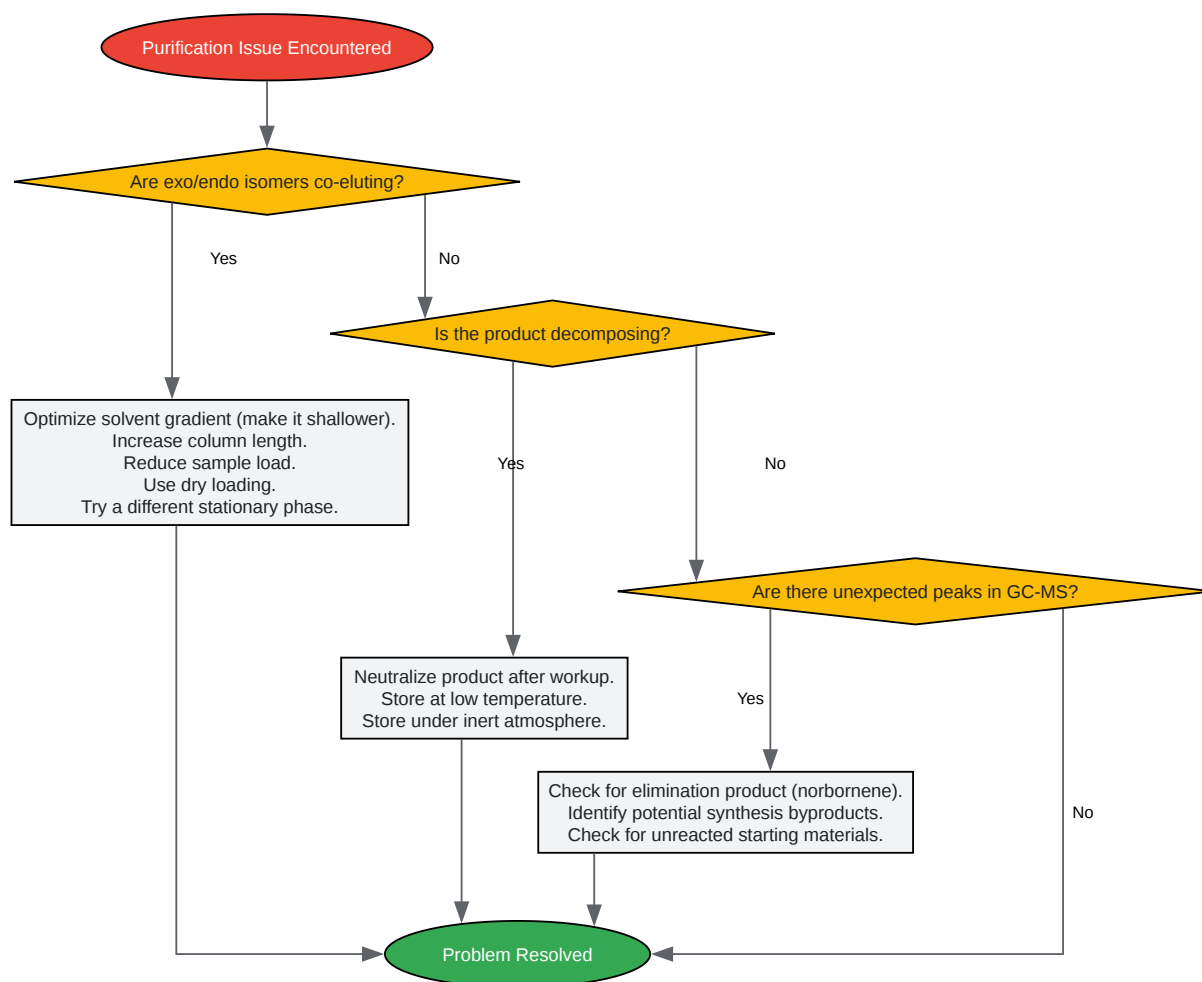 Purification Issue Encountered
Are exo/endo isomers co-eluting?
Yes
No
Is the product decomposing?
Optimize solvent gradient (make it shallower).
Increase column length.
Reduce sample load.
Use dry loading.
Try a different stationary phase.
Yes
No
Are there unexpected peaks in GC-MS?
Neutralize product after workup.
Store at low temperature.
Store under inert atmosphere.
Yes
No
Check for elimination product (norbornene).
Identify potential synthesis byproducts.
Check for unreacted starting materials.
Problem Resolved